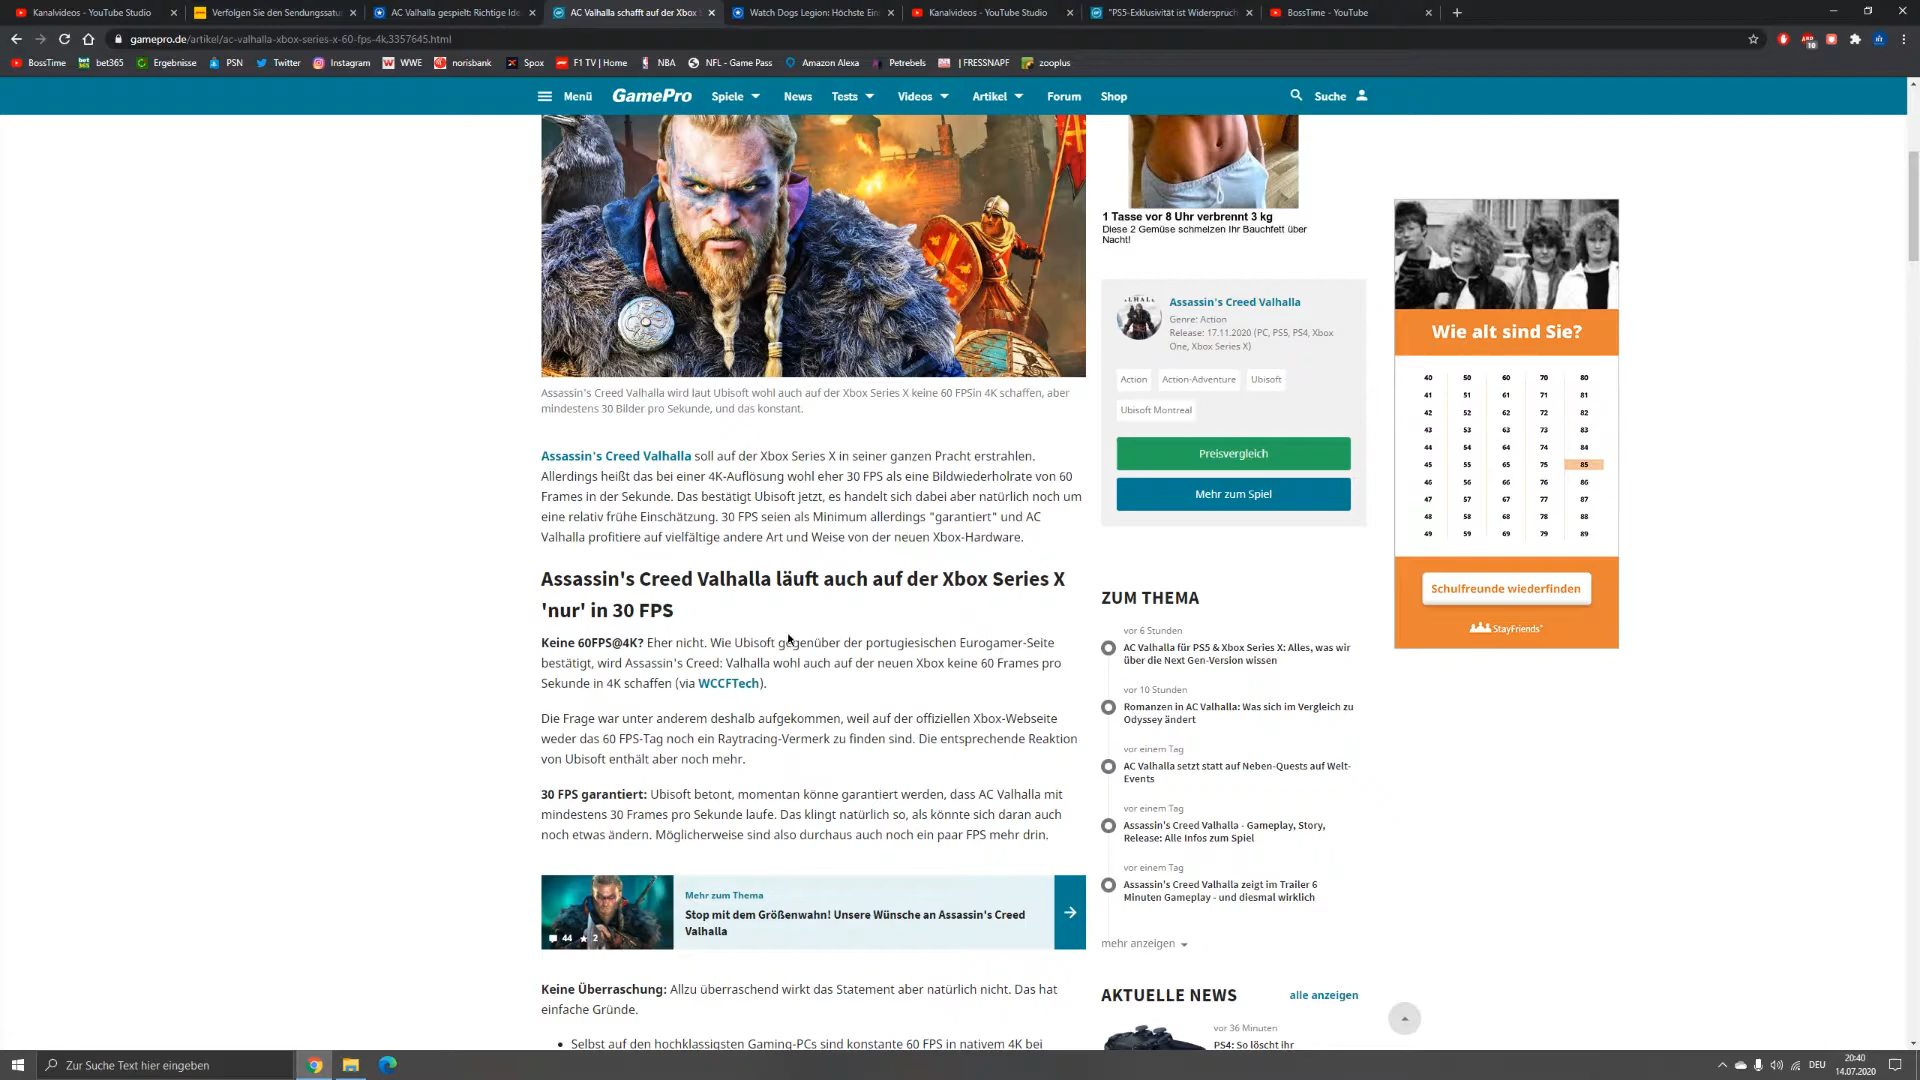 Kanalvideos - YouTube Studio
Verfolgen Sie den Sendungsstatu
AC Valhalla gespielt: Richtige Ide
AC Valhalla schafft auf der Xbox
Watch Dogs Legion: Höchste Ein
Kanalvideos - YouTube Studio
"PS5-Exklusivität ist Widerspruch
BossTime - YouTube
gamepro.de/artikel/ac-valhalla-xbox-series-x-60-fps-4k,3357645.html
BossTime
bet365
Ergebnisse
PSN
Twitter
Instagram
WWE
norisbank
Spox
F1 TV | Home
NBA
NFL - Game Pass
Amazon Alexa
Petrebels
| FRESSNAPF
zooplus
Menü
GamePro
Spiele
News
Tests
Videos
Artikel
Forum
Shop
Suche
1 Tasse vor 8 Uhr verbrennt 3 kg
Diese 2 Gemüse schmelzen Ihr Bauchfett über
Nacht!
Assassin's Creed Valhalla wird laut Ubisoft wohl auch auf der Xbox Series X keine 60 FPSin 4K schaffen, aber
mindestens 30 Bilder pro Sekunde, und das konstant.
Assassin's Creed Valhalla soll auf der Xbox Series X in seiner ganzen Pracht erstrahlen.
Allerdings heißt das bei einer 4K-Auflösung wohl eher 30 FPS als eine Bildwiederholrate von 60
Frames in der Sekunde. Das bestätigt Ubisoft jetzt, es handelt sich dabei aber natürlich noch um
eine relativ frühe Einschätzung. 30 FPS seien als Minimum allerdings "garantiert" und AC
Valhalla profitiere auf vielfältige andere Art und Weise von der neuen Xbox-Hardware.
Assassin's Creed Valhalla läuft auch auf der Xbox Series X
'nur' in 30 FPS
Keine 60FPS@4K? Eher nicht. Wie Ubisoft gegenüber der portugiesischen Eurogamer-Seite
bestätigt, wird Assassin's Creed: Valhalla wohl auch auf der neuen Xbox keine 60 Frames pro
Sekunde in 4K schaffen (via WCCFTech).
Die Frage war unter anderem deshalb aufgekommen, weil auf der offiziellen Xbox-Webseite
weder das 60 FPS-Tag noch ein Raytracing-Vermerk zu finden sind. Die entsprechende Reaktion
von Ubisoft enthält aber noch mehr.
30 FPS garantiert: Ubisoft betont, momentan könne garantiert werden, dass AC Valhalla mit
mindestens 30 Frames pro Sekunde laufe. Das klingt natürlich so, als könnte sich daran auch
noch etwas ändern. Möglicherweise sind also durchaus auch noch ein paar FPS mehr drin.
Mehr zum Thema
Stop mit dem Größenwahn! Unsere Wünsche an Assassin's Creed
Valhalla
44 2
Keine Überraschung: Allzu überraschend wirkt das Statement aber natürlich nicht. Das hat
einfache Gründe.
Selbst auf den hochklassigsten Gaming-PCs sind konstante 60 FPS in nativem 4K bei
Assassin's Creed Valhalla
Genre: Action
Release: 17.11.2020 (PC, PS5, PS4, Xbox
One, Xbox Series X)
Action
Action-Adventure
Ubisoft
Ubisoft Montreal
Preisvergleich
Mehr zum Spiel
ZUM THEMA
vor 6 Stunden
AC Valhalla für PS5 & Xbox Series X: Alles, was wir
über die Next Gen-Version wissen
vor 10 Stunden
Romanzen in AC Valhalla: Was sich im Vergleich zu
Odyssey ändert
vor einem Tag
AC Valhalla setzt statt auf Neben-Quests auf Welt-
Events
vor einem Tag
Assassin's Creed Valhalla - Gameplay, Story,
Release: Alle Infos zum Spiel
vor einem Tag
Assassin's Creed Valhalla zeigt im Trailer 6
Minuten Gameplay - und diesmal wirklich
mehr anzeigen
AKTUELLE NEWS
alle anzeigen
vor 36 Minuten
PS4: So löscht ihr
Wie alt sind Sie?
40 50 60 70 80
41 51 61 71 81
42 52 62 72 82
43 53 63 73 83
44 54 64 74 84
45 55 65 75 85
46 56 66 76 86
47 57 67 77 87
48 58 68 78 88
49 59 69 79 89
Schulfreunde wiederfinden
StayFriends
Zur Suche Text hier eingeben
DEU
20:40
14.07.2020